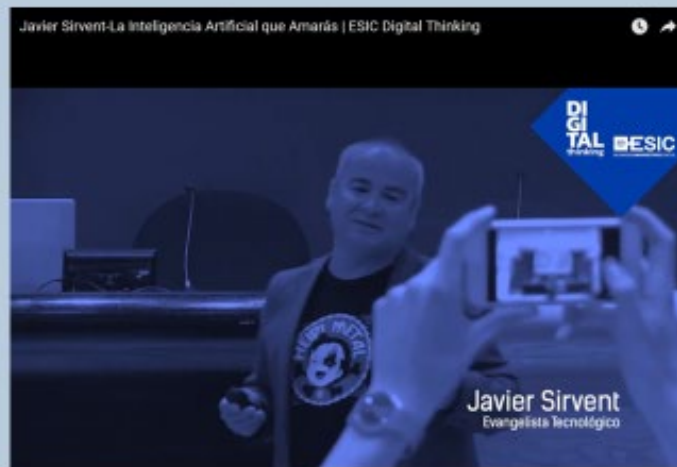 Javier Sirvent-La Inteligencia Artificial que Amarás | ESIC Digital Thinking
DI
GI
TAL
thinking
ESIC
HEAVY METAL
Javier Sirvent
Evangelista Tecnológico